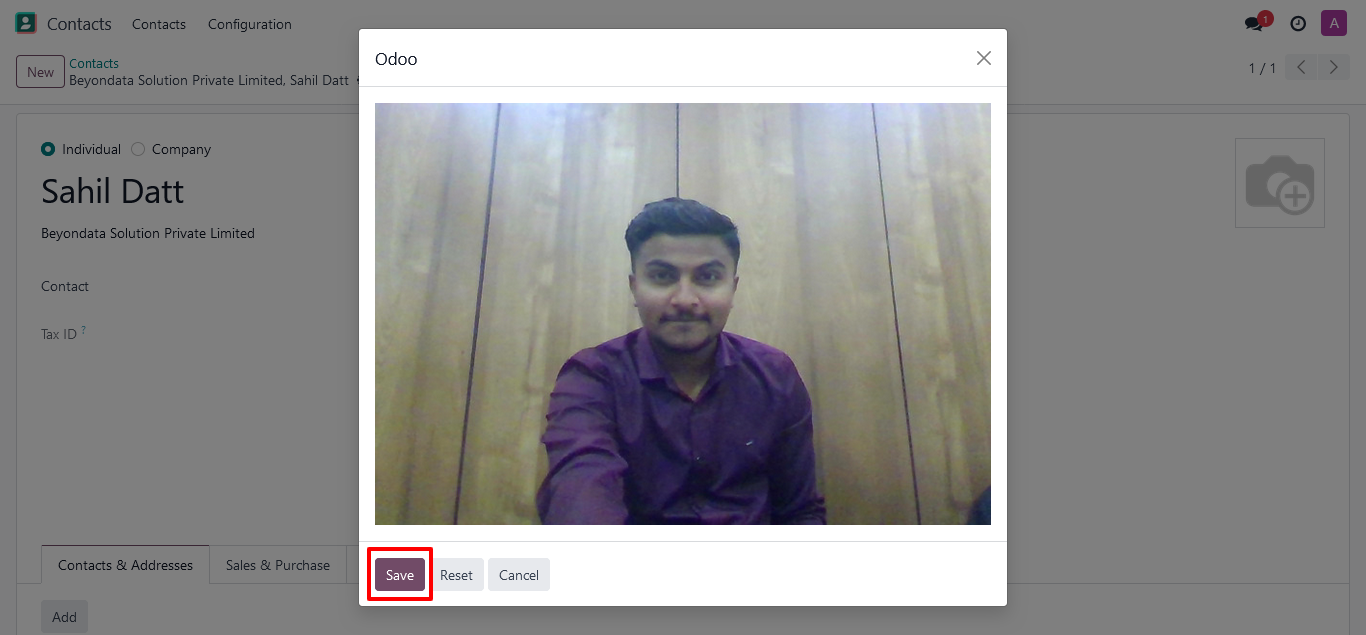 Contacts Contacts Configuration 1 A
New Contacts
Beyondata Solution Private Limited, Sahil Datt
1 / 1
Odoo
Individual Company
Sahil Datt
Beyondata Solution Private Limited
Contact
Tax ID ?
Contacts & Addresses Sales & Purchase
Save Reset Cancel
Add